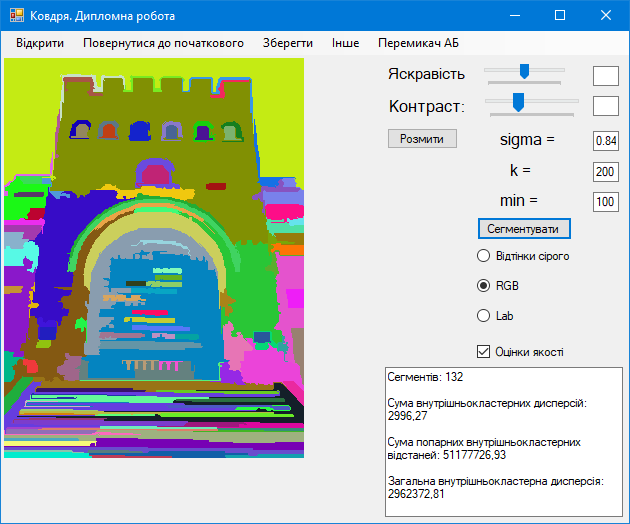 Ковдря. Дипломна робота
Відкрити Повернутися до початкового Зберегти Інше Перемикач АБ
Яскравість
Контраст:
Розмити
sigma = 0.84
k = 200
min = 100
Сегментувати
Відтінки сірого
RGB
Lab
Оцінки якості
Сегментів: 132
Сума внутрішньокластерних дисперсій:
2996,27
Сума попарних внутрішньокластерних
відстаней: 51177726,93
Загальна внутрішньокластерна дисперсія:
2962372,81